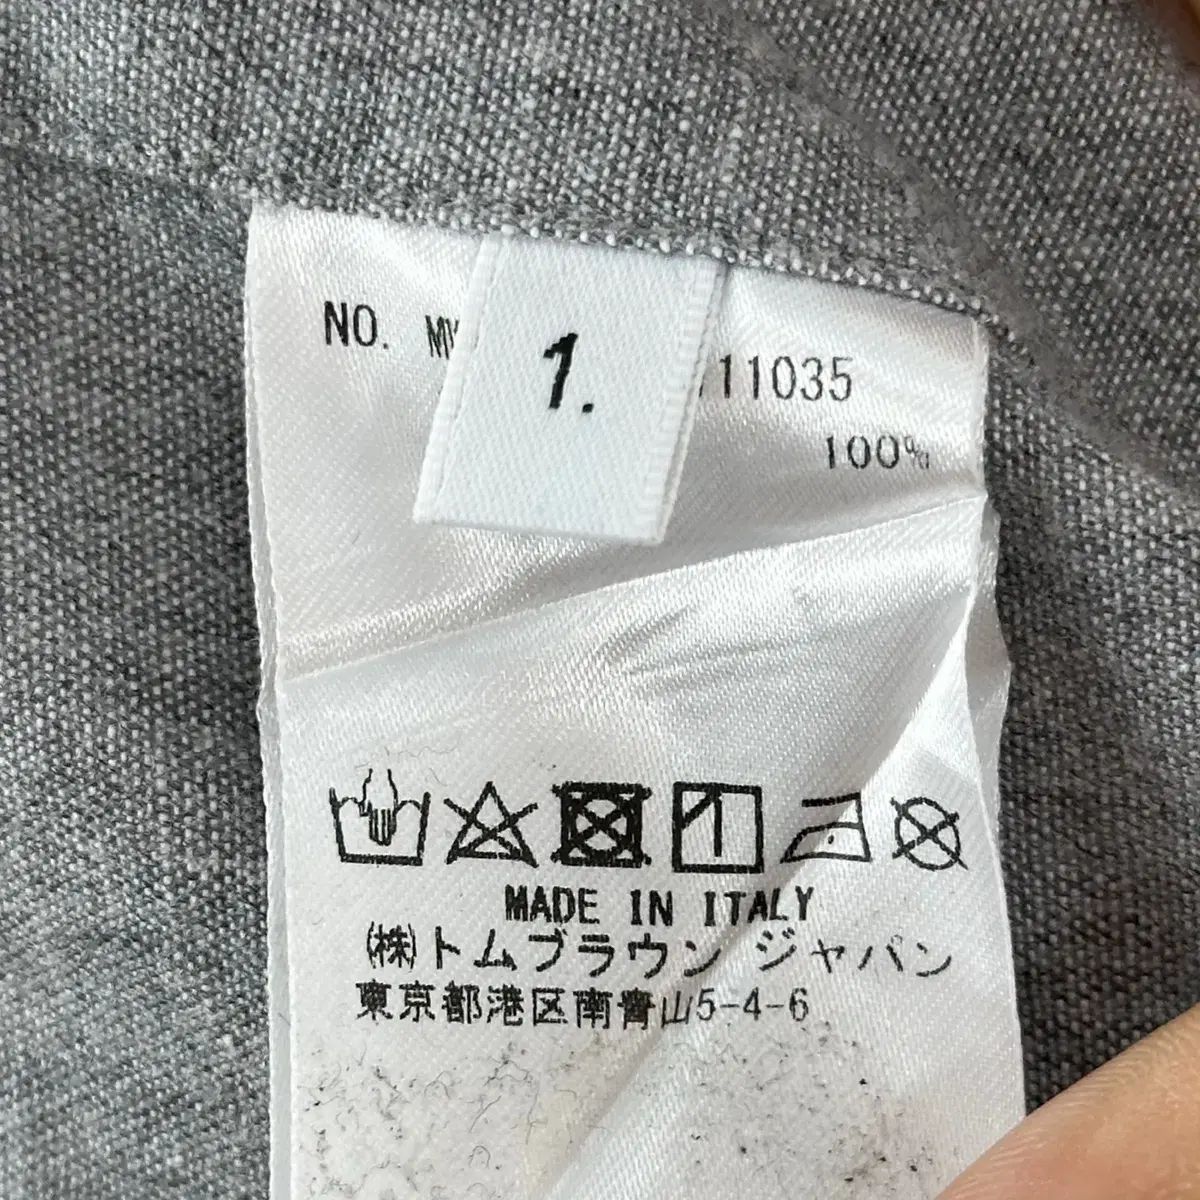 NO.
1.
11035
100%
MADE IN ITALY
(株)トムブラウン ジャパン
東京都港区南青山5-4-6